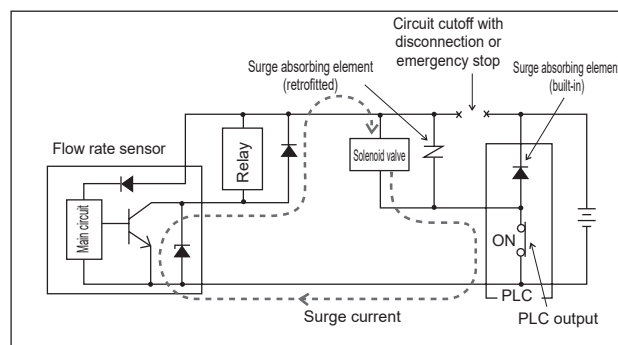 Circuit cutoff with
disconnection or
emergency stop
Surge absorbing element
(retrofitted)
Surge absorbing element
(built-in)
Flow rate sensor
Relay
Solenoid valve
Main circuit
ON
PLC
PLC output
Surge current